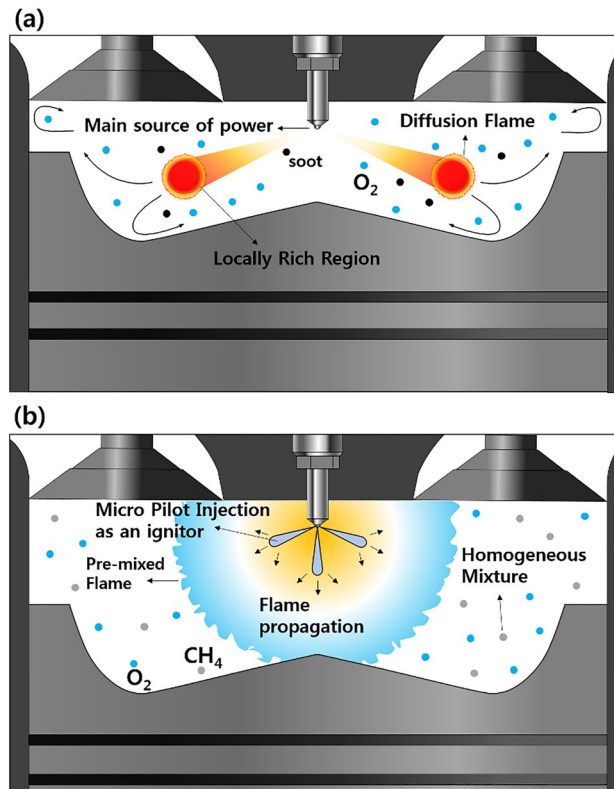 (a)
Main source of power
Diffusion Flame
soot
O2
Locally Rich Region
(b)
Micro Pilot Injection
as an ignitor
Homogeneous
Mixture
Pre-mixed
Flame
Flame
propagation
CH4
O2